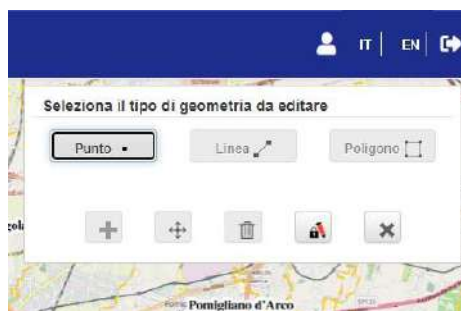 IT | EN |
Seleziona il tipo di geometria da editare
Punto
Linea
Poligono
Pomigliano d'Arco